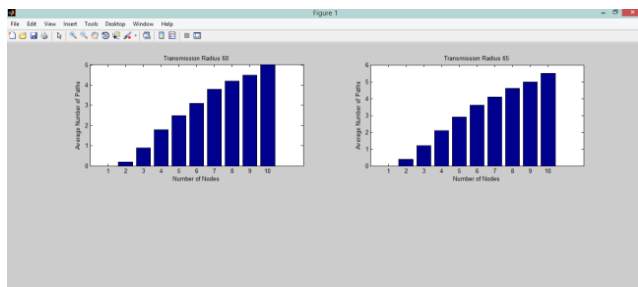 Figure 1
File Edit View Insert Tools Desktop Window Help
Transmission Radius 60
5
4
3
2
1
0
Average Number of Paths
1 2 3 4 5 6 7 8 9 10
Number of Nodes
Transmission Radius 65
6
5
4
3
2
1
0
Average Number of Paths
1 2 3 4 5 6 7 8 9 10
Number of Nodes